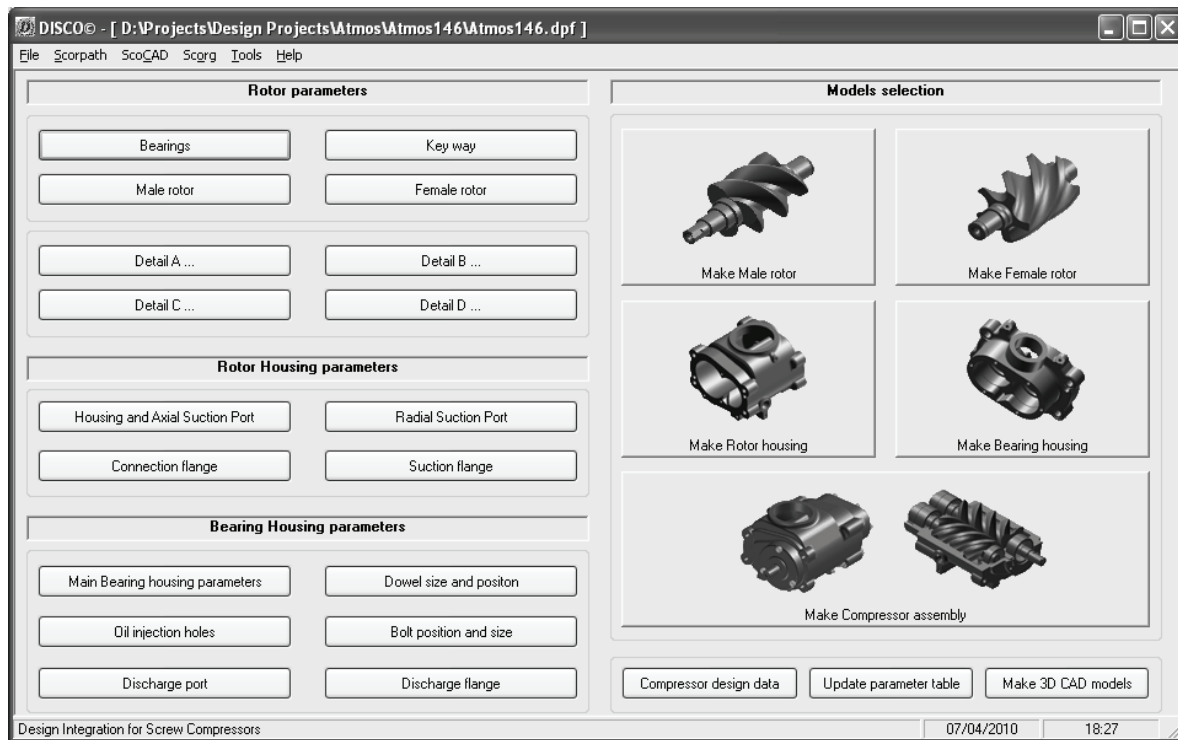 DISCO© - [ D:\Projects\Design Projects\Atmos\Atmos146\Atmos146.dpf ]
File Scorpath ScoCAD Scorg Tools Help
Rotor parameters
Bearings Key way
Male rotor Female rotor
Detail A ... Detail B ...
Detail C ... Detail D ...
Rotor Housing parameters
Housing and Axial Suction Port Radial Suction Port
Connection flange Suction flange
Bearing Housing parameters
Main Bearing housing parameters Dowel size and positon
Oil injection holes Bolt position and size
Discharge port Discharge flange
Models selection
Make Male rotor Make Female rotor
Make Rotor housing Make Bearing housing
Make Compressor assembly
Compressor design data Update parameter table Make 3D CAD models
Design Integration for Screw Compressors 07/04/2010 18:27